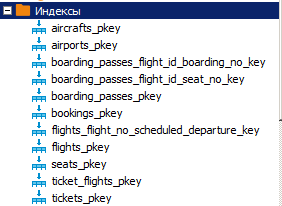 Индексы
aircrafts_pkey
airports_pkey
boarding_passes_flight_id_boarding_no_key
boarding_passes_flight_id_seat_no_key
boarding_passes_pkey
bookings_pkey
flights_flight_no_scheduled_departure_key
flights_pkey
seats_pkey
ticket_flights_pkey
tickets_pkey